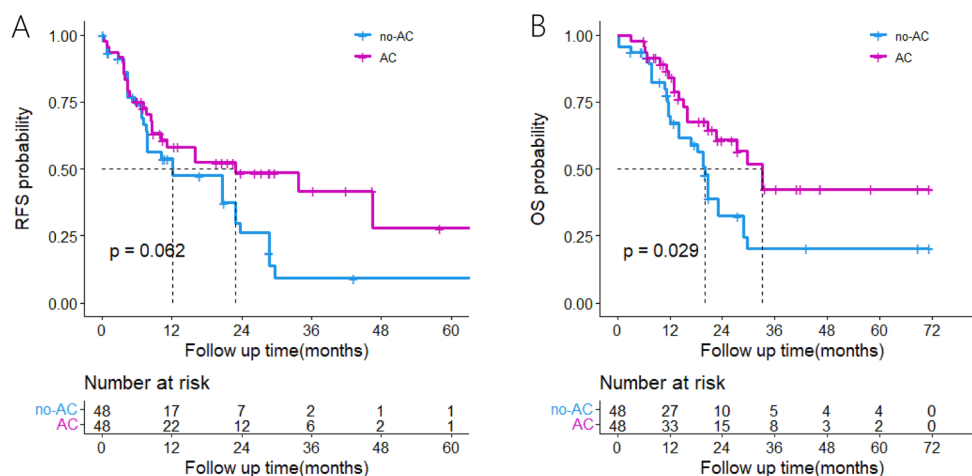 A
no-AC
AC
RFS probability
1.00
0.75
0.50
0.25
0.00
p = 0.062
0 12 24 36 48 60
Follow up time(months)
Number at risk
no-AC 48 17 7 2 1 1
AC 48 22 12 6 2 1
0 12 24 36 48 60
Follow up time(months)
B
no-AC
AC
OS probability
1.00
0.75
0.50
0.25
0.00
p = 0.029
0 12 24 36 48 60 72
Follow up time(months)
Number at risk
no-AC 48 27 10 5 4 4 0
AC 48 33 15 8 3 2 0
0 12 24 36 48 60 72
Follow up time(months)